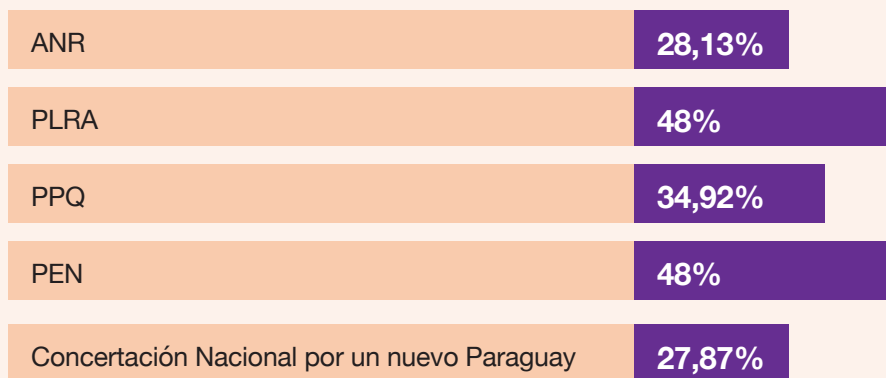 ANR 28,13%
PLRA 48%
PPQ 34,92%
PEN 48%
Concertación Nacional por un nuevo Paraguay 27,87%